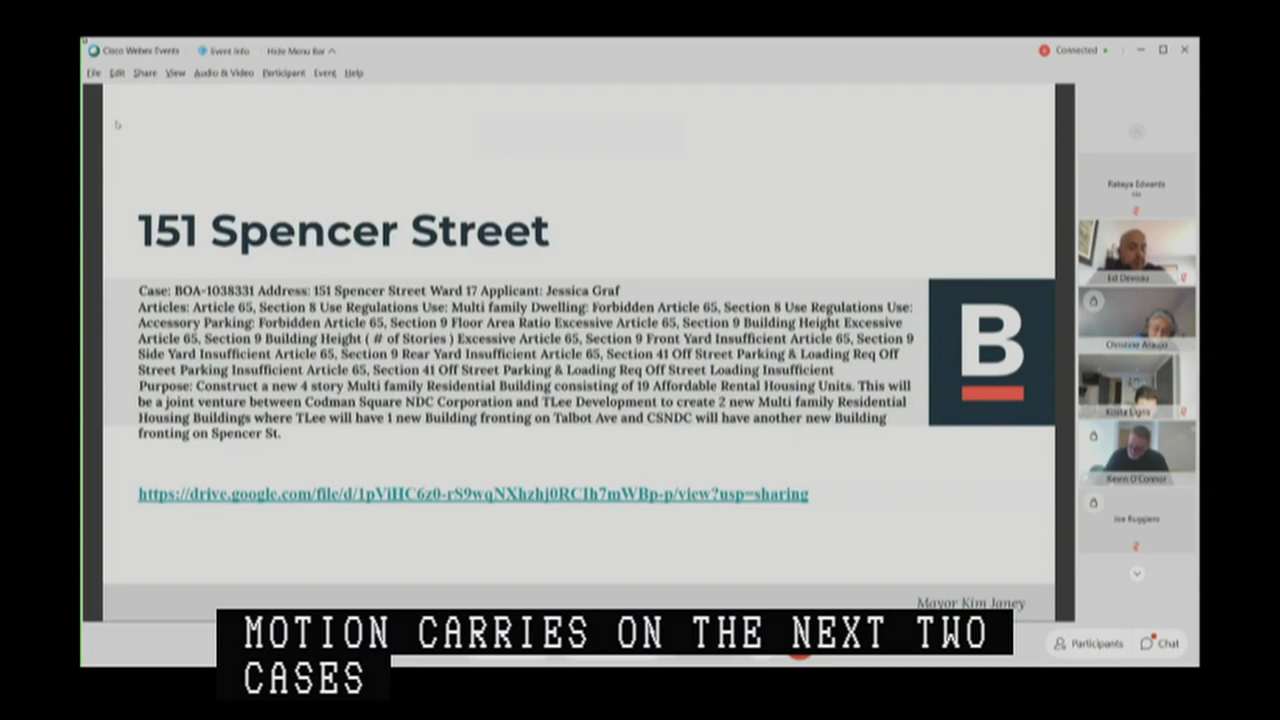 Cisco Webex Events Event Info Hide Menu Bar
Connected
File Edit Share View Audio & Video Participant Event Help
151 Spencer Street
Case: BOA-1038331 Address: 151 Spencer Street Ward 17 Applicant: Jessica Graf
Articles: Article 65, Section 8 Use Regulations Use: Multi family Dwelling: Forbidden Article 65, Section 8 Use Regulations Use:
Accessory Parking: Forbidden Article 65, Section 9 Floor Area Ratio Excessive Article 65, Section 9 Building Height Excessive
Article 65, Section 9 Building Height ( # of Stories ) Excessive Article 65, Section 9 Front Yard Insufficient Article 65, Section 9
Side Yard Insufficient Article 65, Section 9 Rear Yard Insufficient Article 65, Section 41 Off Street Parking & Loading Req Off
Street Parking Insufficient Article 65, Section 41 Off Street Parking & Loading Req Off Street Loading Insufficient
Purpose: Construct a new 4 story Multi family Residential Building consisting of 19 Affordable Rental Housing Units. This will
be a joint venture between Codman Square NDC Corporation and TLee Development to create 2 new Multi family Residential
Housing Buildings where TLee will have 1 new Building fronting on Talbot Ave and CSNDC will have another new Building
fronting on Spencer St.
B
Rakeya Edwards
Me
Ed Deveau
Christine Araujo
Kosta Ligris
Kevin O'Connor
Joe Ruggiero
Mayor Kim Janey
Participants Chat
MOTION CARRIES ON THE NEXT TWO
CASES